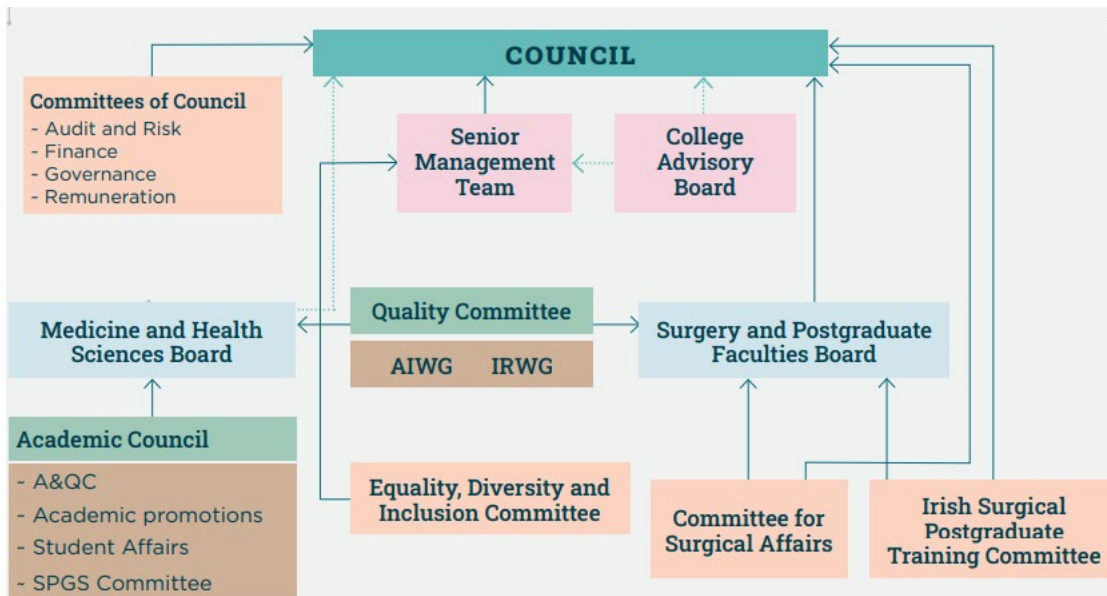 COUNCIL
Committees of Council
~ Audit and Risk
~ Finance
~ Governance
~ Remuneration
Senior
Management
Team
College
Advisory
Board
Medicine and Health
Sciences Board
Quality Committee
AIWG IRWG
Surgery and Postgraduate
Faculties Board
Academic Council
~ A&QC
~ Academic promotions
~ Student Affairs
~ SPGS Committee
Equality, Diversity and
Inclusion Committee
Committee for
Surgical Affairs
Irish Surgical
Postgraduate
Training Committee